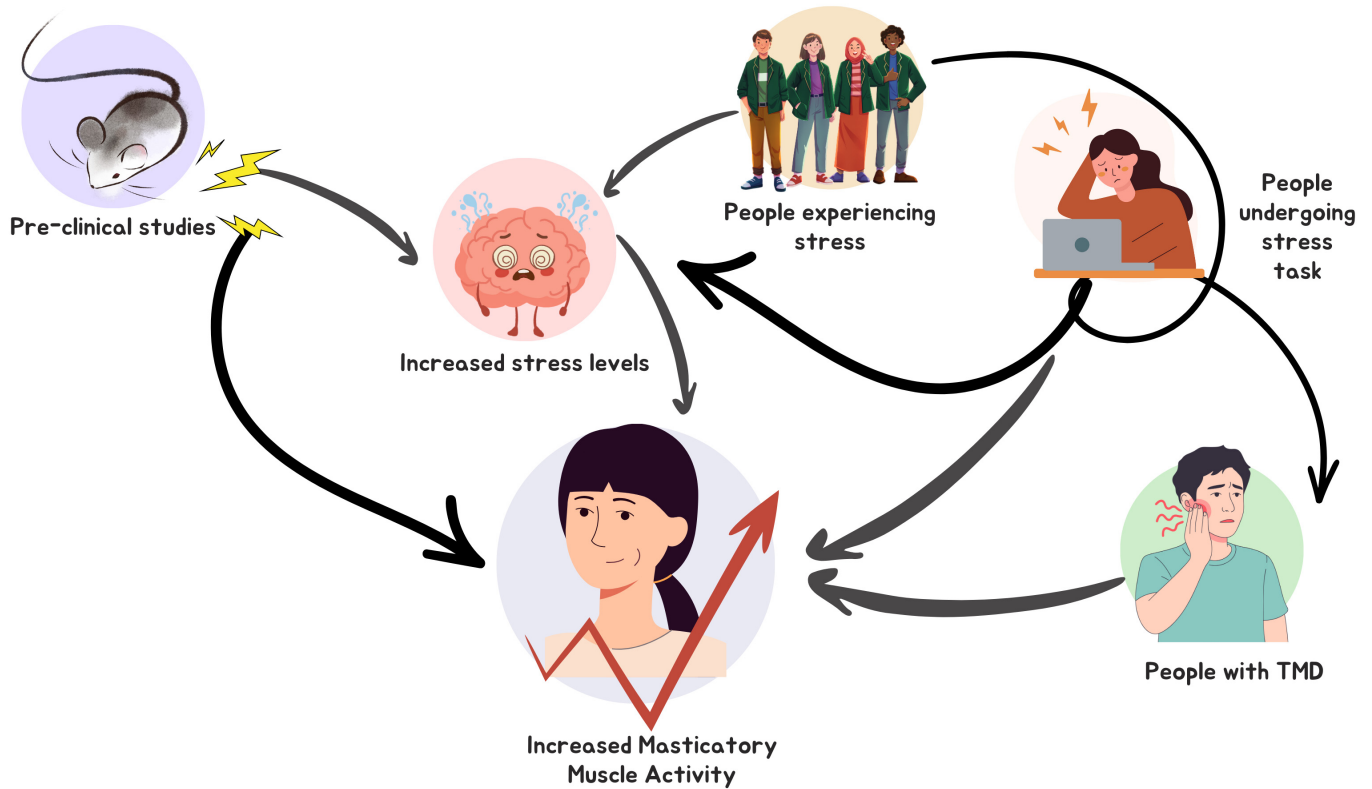 Pre-clinical studies
People experiencing
stress
People
undergoing
stress
task
Increased stress levels
People with TMD
Increased Masticatory
Muscle Activity